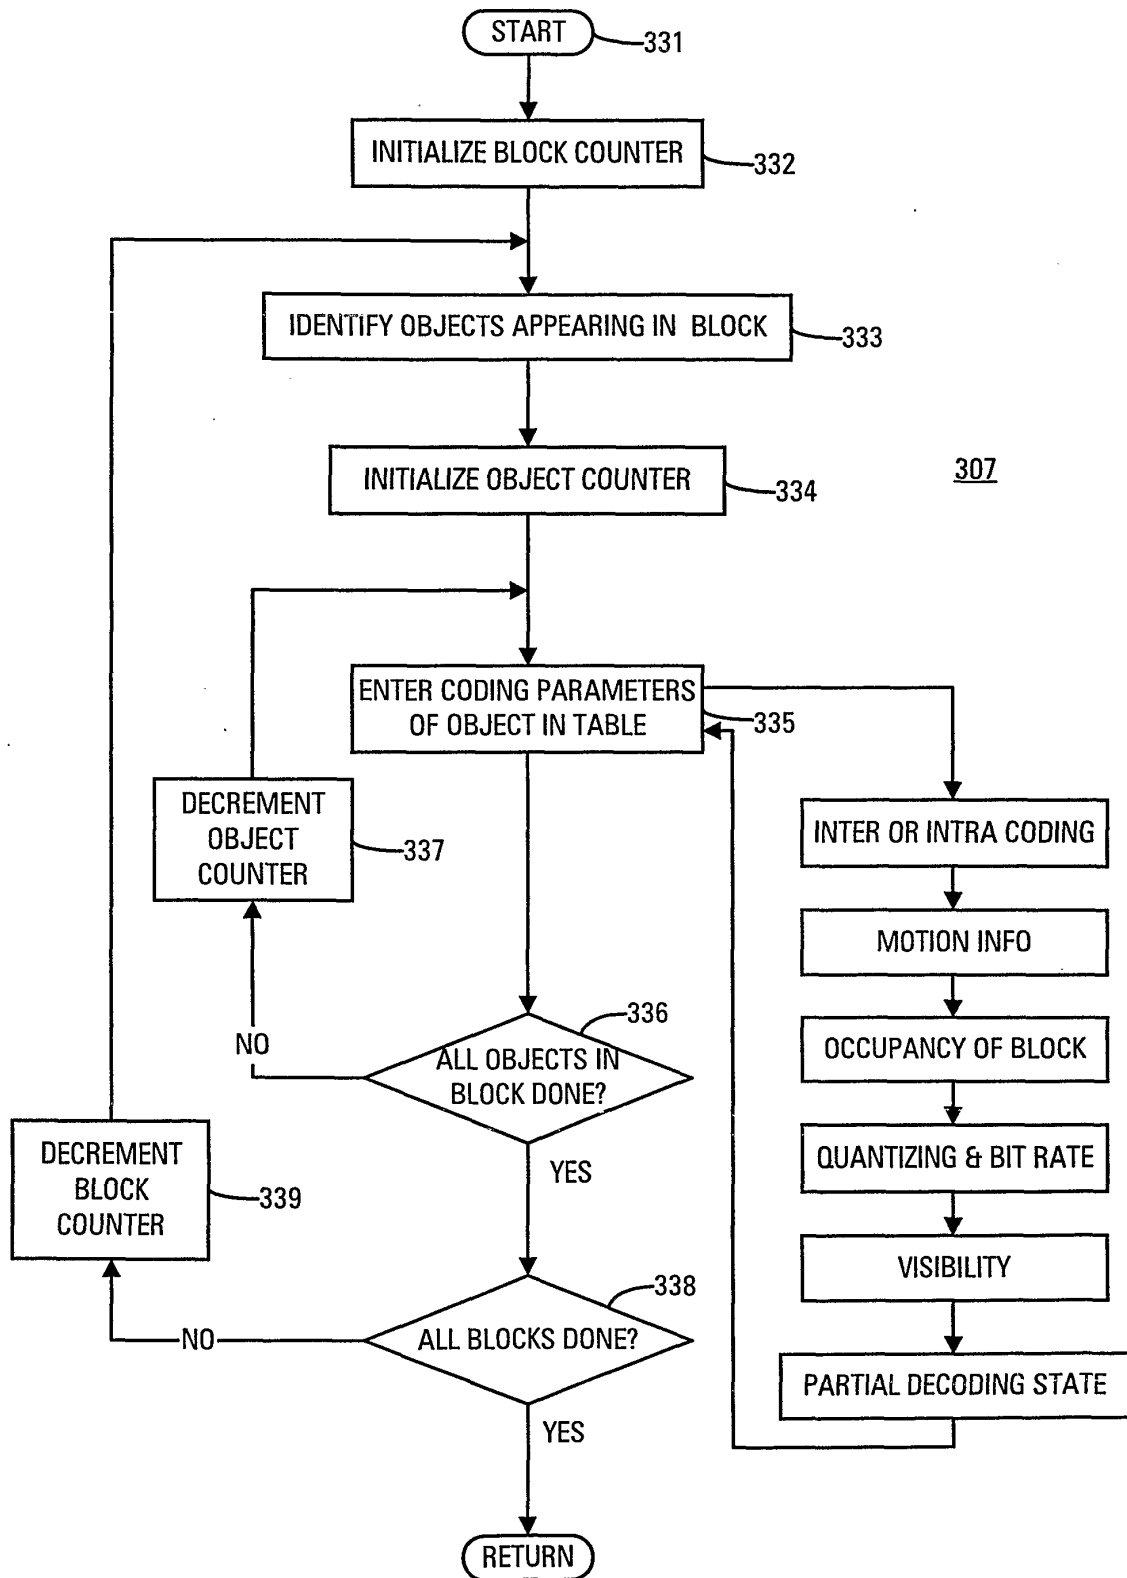 START
331
INITIALIZE BLOCK COUNTER
332
IDENTIFY OBJECTS APPEARING IN BLOCK
333
INITIALIZE OBJECT COUNTER
334
307
ENTER CODING PARAMETERS
OF OBJECT IN TABLE
335
DECREMENT
OBJECT
COUNTER
337
INTER OR INTRA CODING
MOTION INFO
OCCUPANCY OF BLOCK
QUANTIZING & BIT RATE
VISIBILITY
PARTIAL DECODING STATE
336
NO
ALL OBJECTS IN
BLOCK DONE?
YES
DECREMENT
BLOCK
COUNTER
339
338
NO
ALL BLOCKS DONE?
YES
RETURN